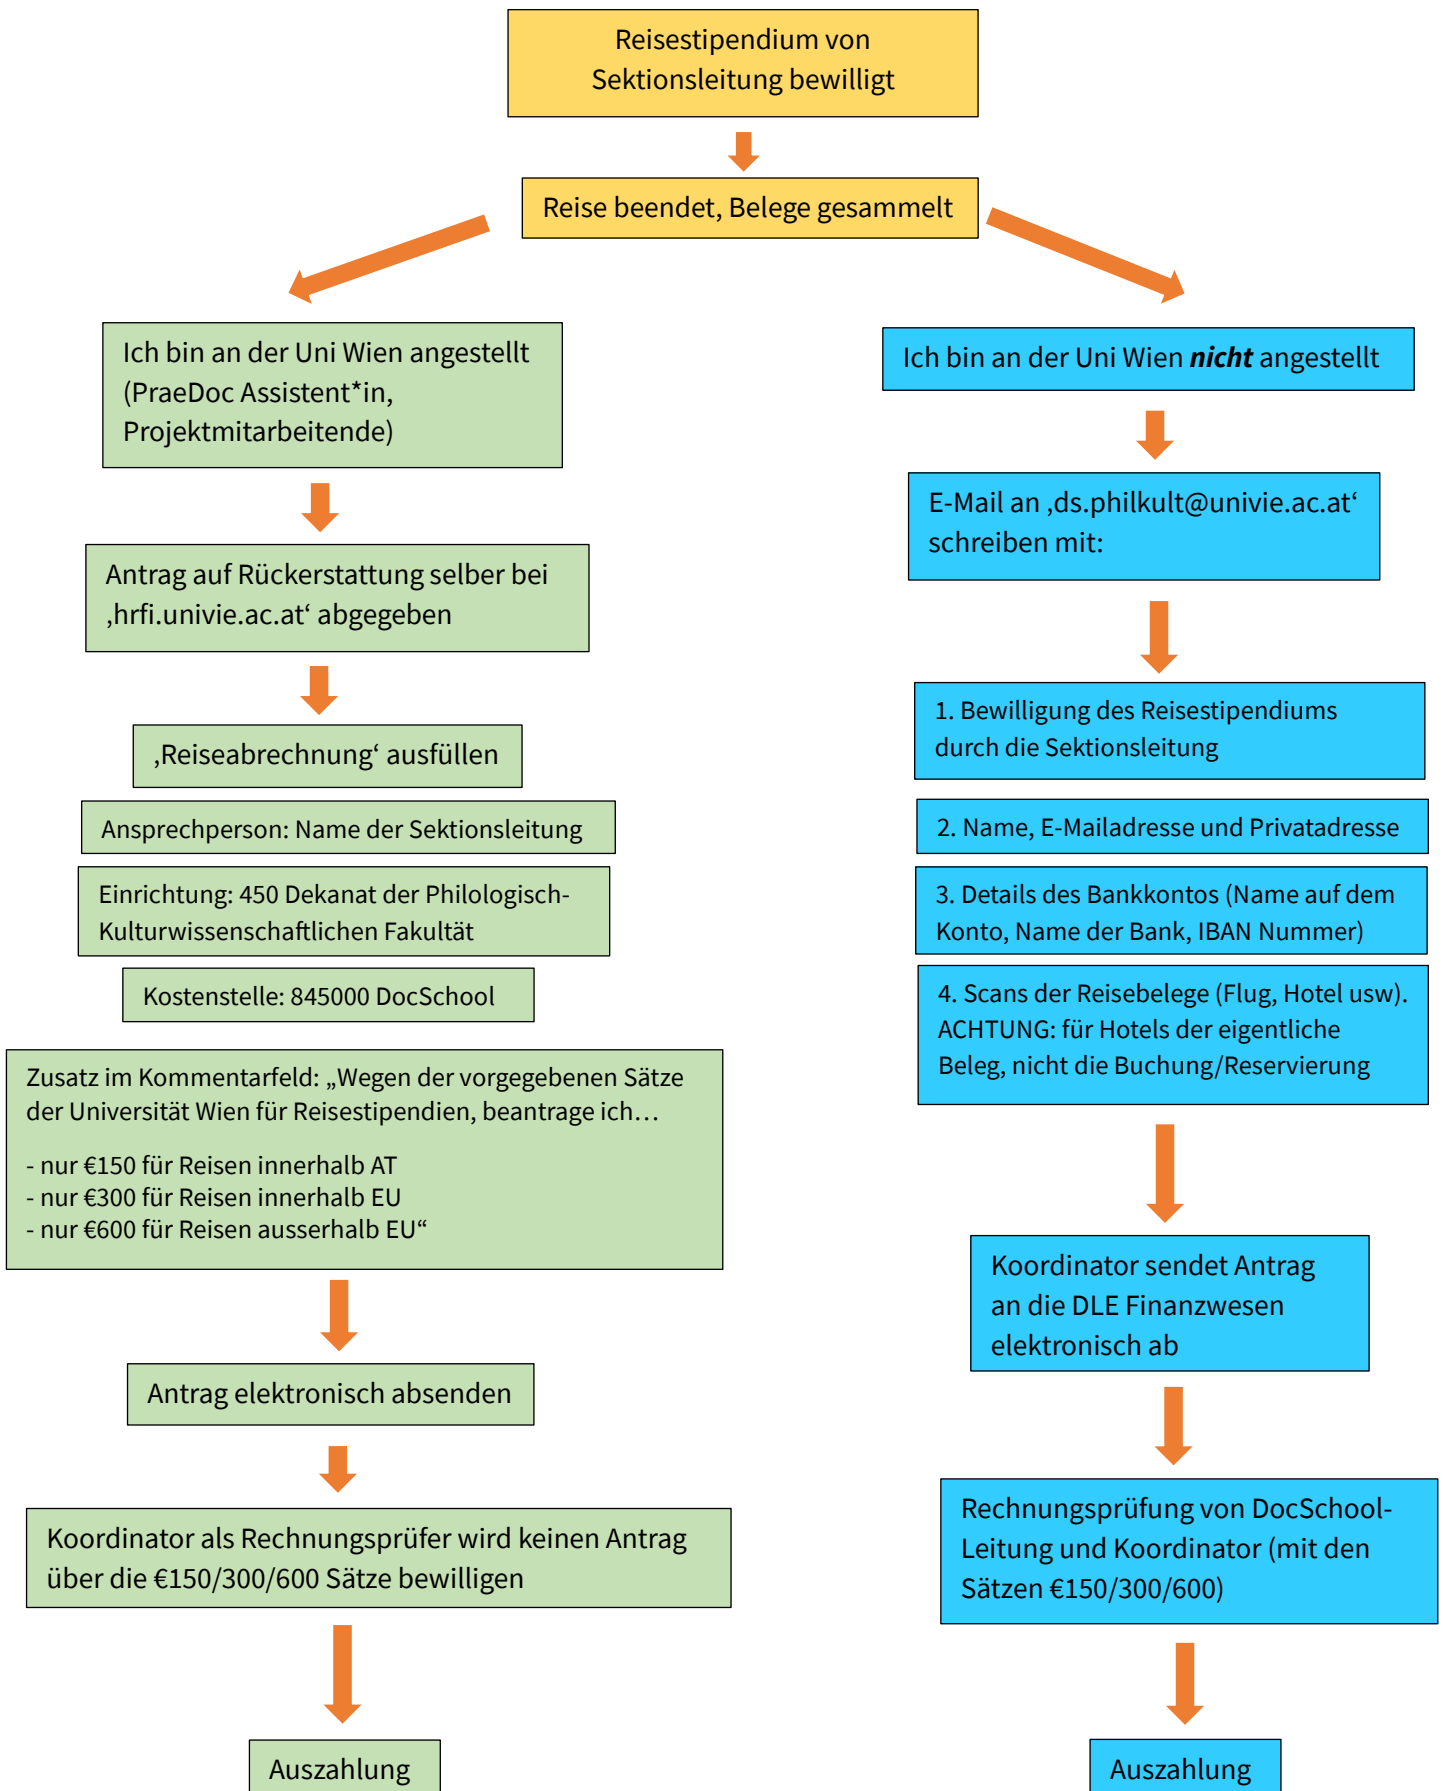 Reisestipendium von
Sektionsleitung bewilligt
Reise beendet, Belege gesammelt
Ich bin an der Uni Wien angestellt
(PraeDoc Assistent*in,
Projektmitarbeitende)
Antrag auf Rückerstattung selber bei
‚hrfi.univie.ac.at‘ abgegeben
‚Reiseabrechnung‘ ausfüllen
Ansprechperson: Name der Sektionsleitung
Einrichtung: 450 Dekanat der Philologisch-
Kulturwissenschaftlichen Fakultät
Kostenstelle: 845000 DocSchool
Zusatz im Kommentarfeld: „Wegen der vorgegebenen Sätze
der Universität Wien für Reisestipendien, beantrage ich…
- nur €150 für Reisen innerhalb AT
- nur €300 für Reisen innerhalb EU
- nur €600 für Reisen ausserhalb EU“
Antrag elektronisch absenden
Koordinator als Rechnungsprüfer wird keinen Antrag
über die €150/300/600 Sätze bewilligen
Auszahlung
Ich bin an der Uni Wien nicht angestellt
E-Mail an ‚ds.philkult@univie.ac.at‘
schreiben mit:
1. Bewilligung des Reisestipendiums
durch die Sektionsleitung
2. Name, E-Mailadresse und Privatadresse
3. Details des Bankkontos (Name auf dem
Konto, Name der Bank, IBAN Nummer)
4. Scans der Reisebelege (Flug, Hotel usw).
ACHTUNG: für Hotels der eigentliche
Beleg, nicht die Buchung/Reservierung
Koordinator sendet Antrag
an die DLE Finanzwesen
elektronisch ab
Rechnungsprüfung von DocSchool-
Leitung und Koordinator (mit den
Sätzen €150/300/600)
Auszahlung